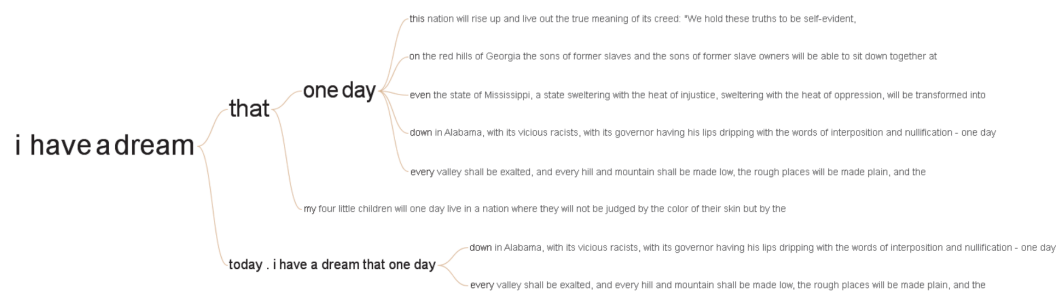 this nation will rise up and live out the true meaning of its creed: "We hold these truths to be self-evident,
on the red hills of Georgia the sons of former slaves and the sons of former slave owners will be able to sit down together at
one day
even the state of Mississippi, a state sweltering with the heat of injustice, sweltering with the heat of oppression, will be transformed into
that
down in Alabama, with its vicious racists, with its governor having his lips dripping with the words of interposition and nullification - one day
i have a dream
every valley shall be exalted, and every hill and mountain shall be made low, the rough places will be made plain, and the
my four little children will one day live in a nation where they will not be judged by the color of their skin but by the
down in Alabama, with its vicious racists, with its governor having his lips dripping with the words of interposition and nullification - one day
today . i have a dream that one day
every valley shall be exalted, and every hill and mountain shall be made low, the rough places will be made plain, and the